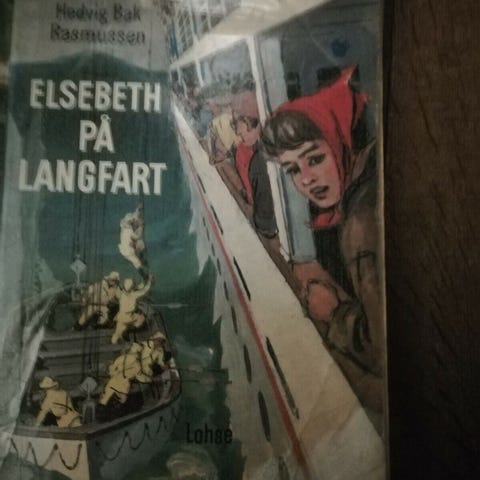 Hedvig Bak
Rasmussen
ELSEBETH
PÅ
LANGFART
Lohse